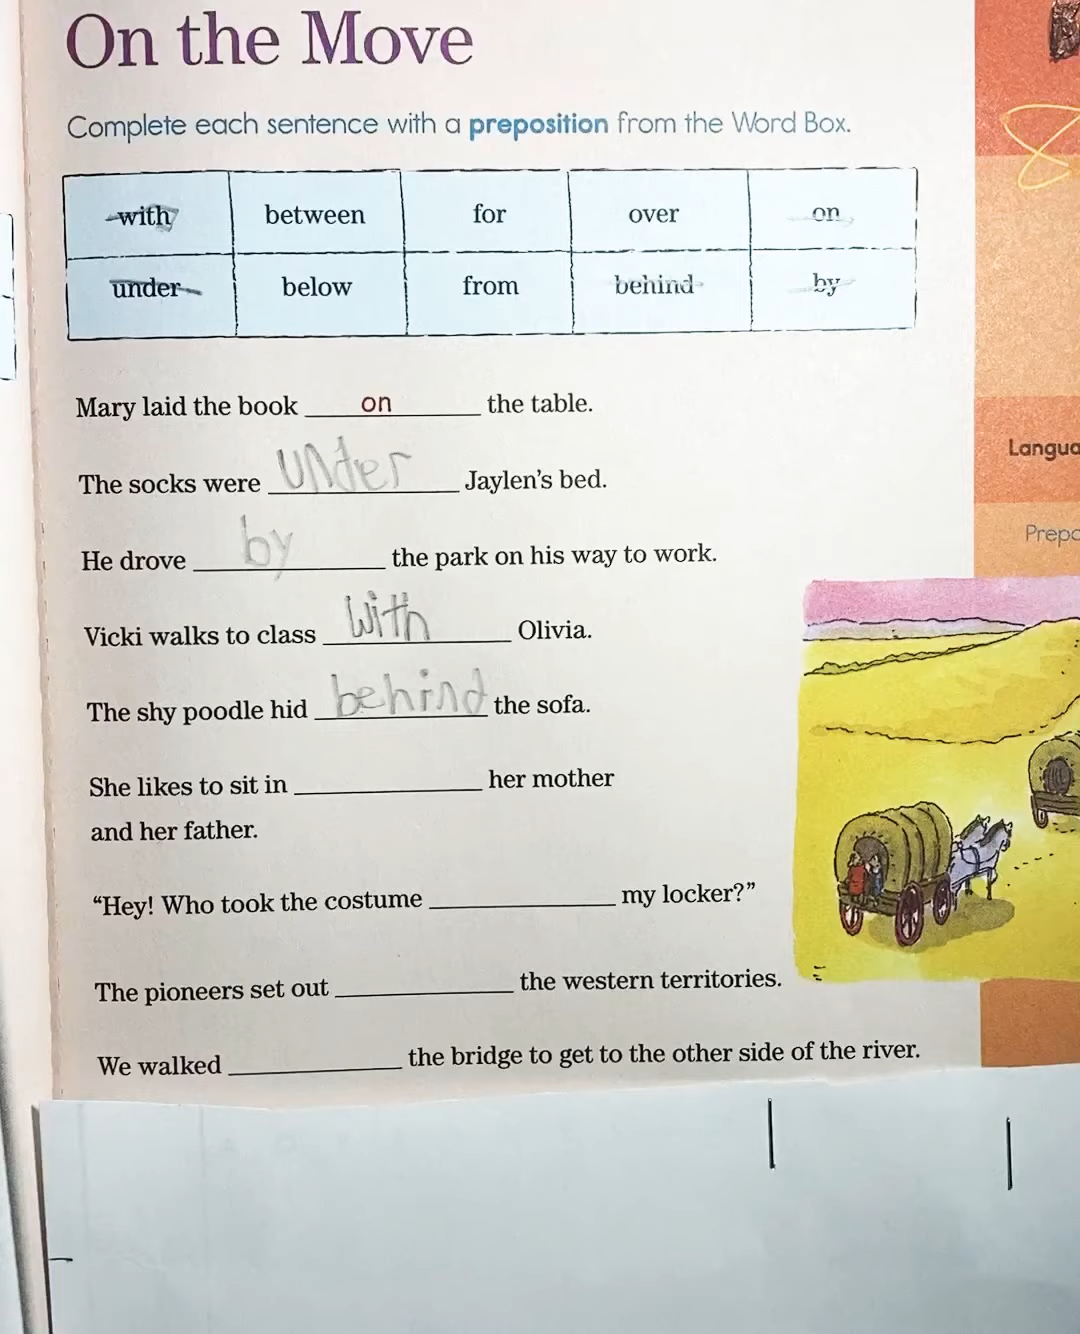 On the Move
Complete each sentence with a preposition from the Word Box.
with between for over on
under below from behind by
Mary laid the book on the table.
The socks were under Jaylen's bed.
He drove by the park on his way to work.
Vicki walks to class with Olivia.
The shy poodle hid behind the sofa.
She likes to sit in ____ her mother
and her father.
“Hey! Who took the costume ____ my locker?”
The pioneers set out ____ the western territories.
We walked ____ the bridge to get to the other side of the river.